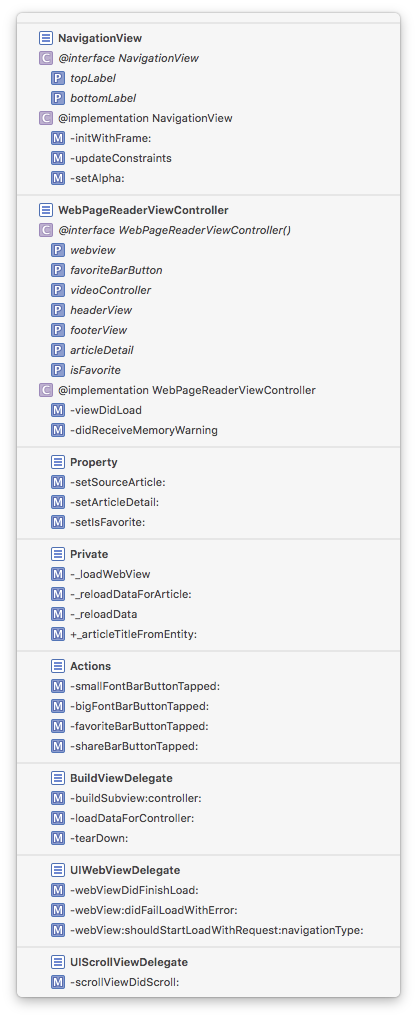 NavigationView
C @interface NavigationView
P topLabel
P bottomLabel
C @implementation NavigationView
M -initWithFrame:
M -updateConstraints
M -setAlpha:
WebPageReaderViewController
C @interface WebPageReaderViewController()
P webview
P favoriteBarButton
P videoController
P headerView
P footerView
P articleDetail
P isFavorite
C @implementation WebPageReaderViewController
M -viewDidLoad
M -didReceiveMemoryWarning
Property
M -setSourceArticle:
M -setArticleDetail:
M -setIsFavorite:
Private
M -_loadWebView
M -_reloadDataForArticle:
M -_reloadData
M +_articleTitleFromEntity:
Actions
M -smallFontBarButtonTapped:
M -bigFontBarButtonTapped:
M -favoriteBarButtonTapped:
M -shareBarButtonTapped:
BuildViewDelegate
M -buildSubview:controller:
M -loadDataForController:
M -tearDown:
UIWebViewDelegate
M -webViewDidFinishLoad:
M -webView:didFailLoadWithError:
M -webView:shouldStartLoadWithRequest:navigationType:
UIScrollViewDelegate
M -scrollViewDidScroll: